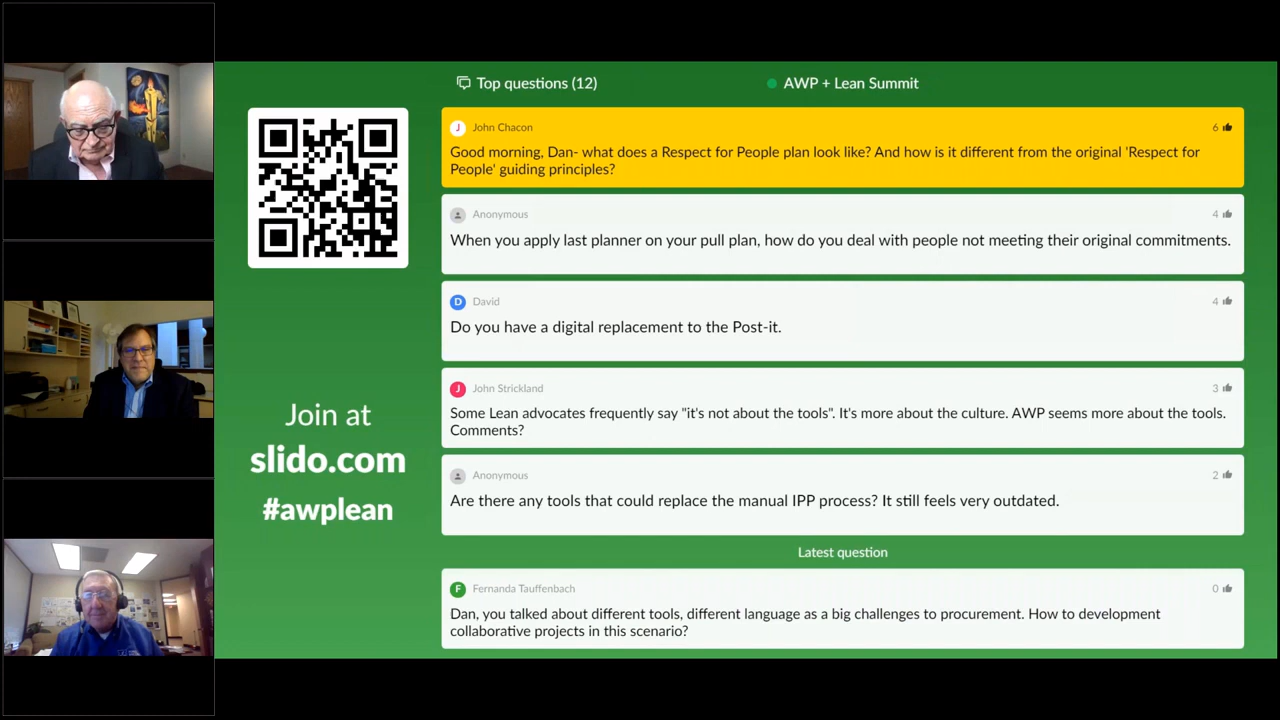 Top questions (12)
AWP + Lean Summit
J John Chacon 6
Good morning, Dan- what does a Respect for People plan look like? And how is it different from the original 'Respect for
People' guiding principles?
Anonymous 4
When you apply last planner on your pull plan, how do you deal with people not meeting their original commitments.
D David 4
Do you have a digital replacement to the Post-it.
J John Strickland 3
Some Lean advocates frequently say "it's not about the tools". It's more about the culture. AWP seems more about the tools.
Comments?
Anonymous 2
Are there any tools that could replace the manual IPP process? It still feels very outdated.
Latest question
F Fernanda Tauffenbach 0
Dan, you talked about different tools, different language as a big challenges to procurement. How to development
collaborative projects in this scenario?
Join at
slido.com
#awplean